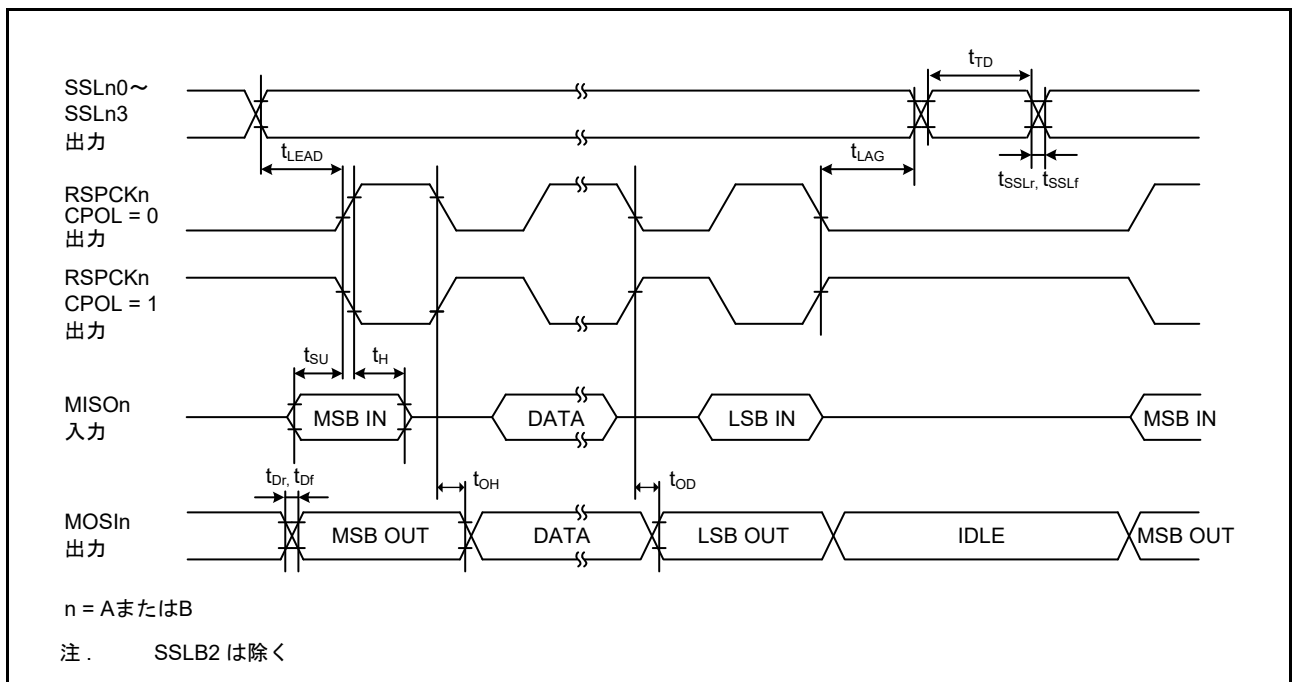 SSLn0～
SSLn3
出力
tTD
tLEAD
tLAG
tSSLr, tSSLf
RSPCKn
CPOL = 0
出力
RSPCKn
CPOL = 1
出力
tSU
tH
MISOn
入力
MSB IN
DATA
LSB IN
MSB IN
tDr, tDf
tOH
tOD
MOSIn
出力
MSB OUT
DATA
LSB OUT
IDLE
MSB OUT
n = AまたはB
注 . SSLB2 は除く